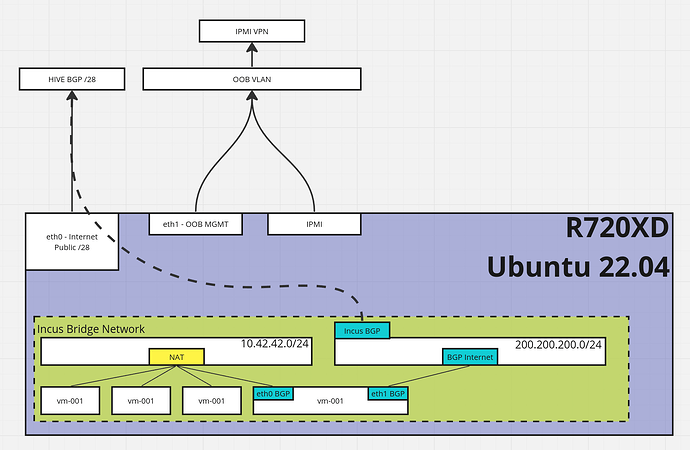 IPMI VPN
HIVE BGP /28
OOB VLAN
eth0 - Internet
Public /28
eth1 - OOB MGMT
IPMI
R720XD
Ubuntu 22.04
Incus Bridge Network
Incus BGP
10.42.42.0/24
200.200.200.0/24
NAT
BGP Internet
vm-001
vm-001
vm-001
eth0 BGP
vm-001
eth1 BGP